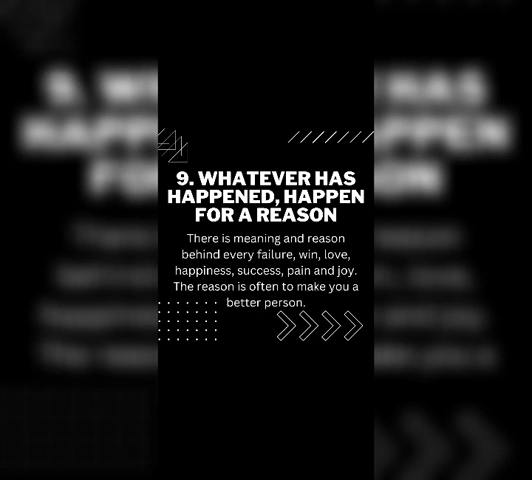 9. WHATEVER HAS
HAPPENED, HAPPEN
FOR A REASON
There is meaning and reason
behind every failure, win, love,
happiness, success, pain and joy.
The reason is often to make you a
better person.